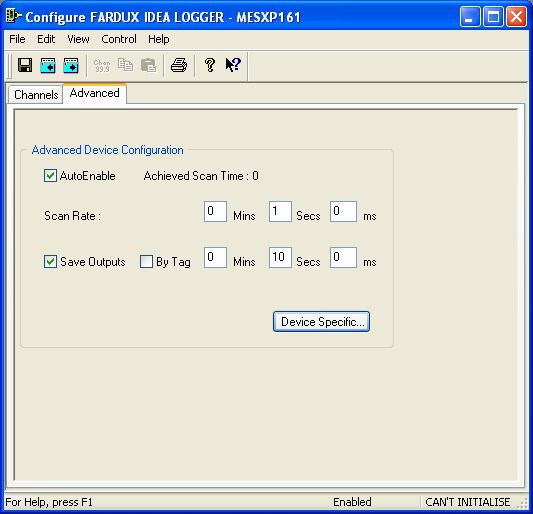 Configure FARDUX IDEA LOGGER - MESXP161
File Edit View Control Help
Chan 99.9
Channels Advanced
Advanced Device Configuration
AutoEnable Achieved Scan Time : 0
Scan Rate : 0 Mins 1 Secs 0 ms
Save Outputs By Tag 0 Mins 10 Secs 0 ms
Device Specific...
For Help, press F1 Enabled CAN'T INITIALISE